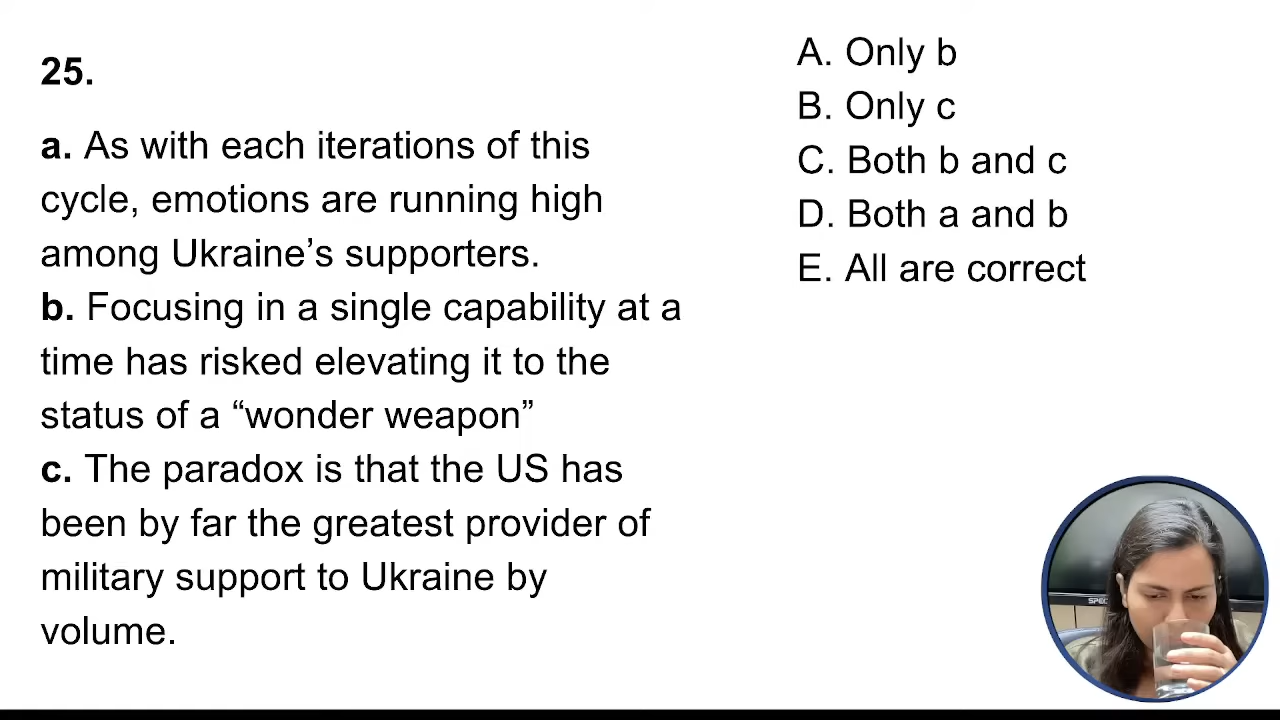 25.
a. As with each iterations of this
cycle, emotions are running high
among Ukraine’s supporters.
b. Focusing in a single capability at a
time has risked elevating it to the
status of a “wonder weapon”
c. The paradox is that the US has
been by far the greatest provider of
military support to Ukraine by
volume.
A. Only b
B. Only c
C. Both b and c
D. Both a and b
E. All are correct